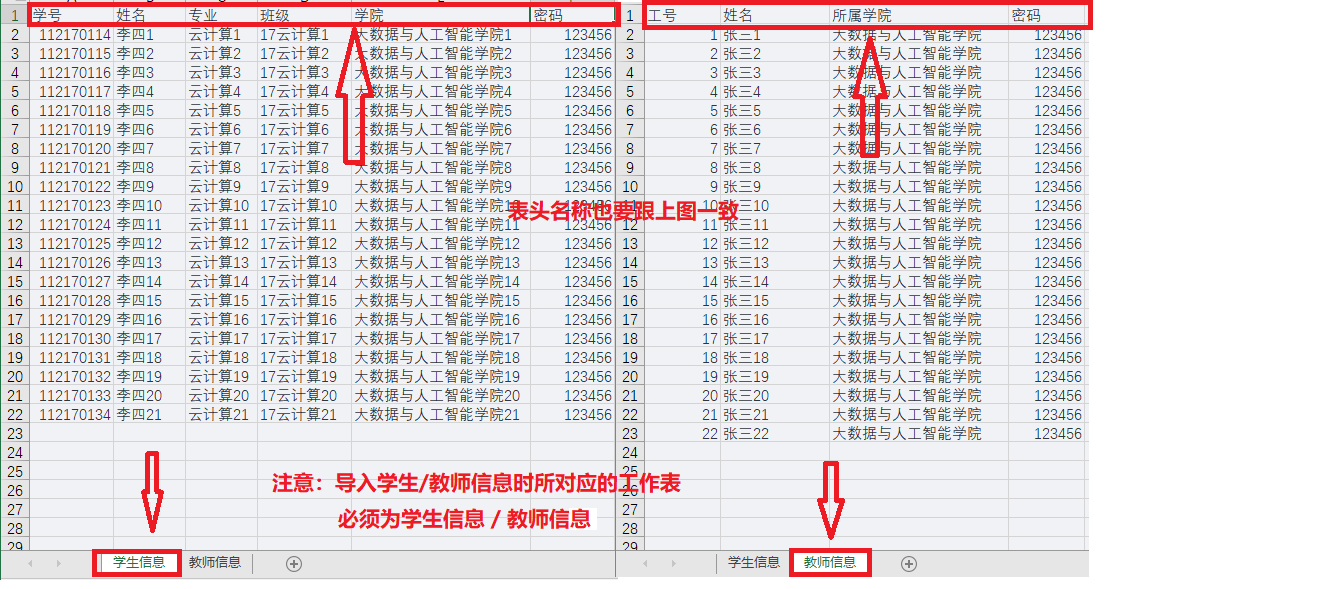 1 学号 姓名 专业 班级 学院 密码 1 工号 姓名 所属学院 密码
2 112170114 李四1 云计算1 17云计算1 大数据与人工智能学院1 123456 2 1 张三1 大数据与人工智能学院 123456
3 112170115 李四2 云计算2 17云计算2 大数据与人工智能学院2 123456 3 2 张三2 大数据与人工智能学院 123456
4 112170116 李四3 云计算3 17云计算3 大数据与人工智能学院3 123456 4 3 张三3 大数据与人工智能学院 123456
5 112170117 李四4 云计算4 17云计算4 大数据与人工智能学院4 123456 5 4 张三4 大数据与人工智能学院 123456
6 112170118 李四5 云计算5 17云计算5 大数据与人工智能学院5 123456 6 5 张三5 大数据与人工智能学院 123456
7 112170119 李四6 云计算6 17云计算6 大数据与人工智能学院6 123456 7 6 张三6 大数据与人工智能学院 123456
8 112170120 李四7 云计算7 17云计算7 大数据与人工智能学院7 123456 8 7 张三7 大数据与人工智能学院 123456
9 112170121 李四8 云计算8 17云计算8 大数据与人工智能学院8 123456 9 8 张三8 大数据与人工智能学院 123456
10 112170122 李四9 云计算9 17云计算9 大数据与人工智能学院9 123456 10 9 张三9 大数据与人工智能学院 123456
11 112170123 李四10 云计算10 17云计算10 大数据与人工智能学院10 123456 11 10 张三10 大数据与人工智能学院 123456
表头名称也要跟上图一致
12 112170124 李四11 云计算11 17云计算11 大数据与人工智能学院11 123456 12 11 张三11 大数据与人工智能学院 123456
13 112170125 李四12 云计算12 17云计算12 大数据与人工智能学院12 123456 13 12 张三12 大数据与人工智能学院 123456
14 112170126 李四13 云计算13 17云计算13 大数据与人工智能学院13 123456 14 13 张三13 大数据与人工智能学院 123456
15 112170127 李四14 云计算14 17云计算14 大数据与人工智能学院14 123456 15 14 张三14 大数据与人工智能学院 123456
16 112170128 李四15 云计算15 17云计算15 大数据与人工智能学院15 123456 16 15 张三15 大数据与人工智能学院 123456
17 112170129 李四16 云计算16 17云计算16 大数据与人工智能学院16 123456 17 16 张三16 大数据与人工智能学院 123456
18 112170130 李四17 云计算17 17云计算17 大数据与人工智能学院17 123456 18 17 张三17 大数据与人工智能学院 123456
19 112170131 李四18 云计算18 17云计算18 大数据与人工智能学院18 123456 19 18 张三18 大数据与人工智能学院 123456
20 112170132 李四19 云计算19 17云计算19 大数据与人工智能学院19 123456 20 19 张三19 大数据与人工智能学院 123456
21 112170133 李四20 云计算20 17云计算20 大数据与人工智能学院20 123456 21 20 张三20 大数据与人工智能学院 123456
22 112170134 李四21 云计算21 17云计算21 大数据与人工智能学院21 123456 22 21 张三21 大数据与人工智能学院 123456
23 23 22 张三22 大数据与人工智能学院 123456
24 24
25 25
注意：导入学生/教师信息时所对应的工作表
26 26
27 27
必须为学生信息 / 教师信息
28 28
29 29
学生信息 教师信息 学生信息 教师信息